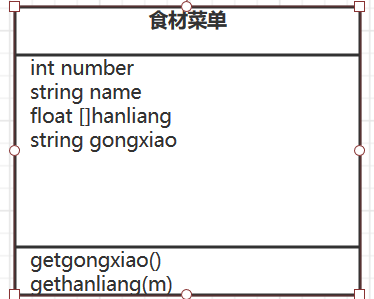 食材菜单
int number
string name
float []hanliang
string gongxiao
getgongxiao()
gethanliang(m)